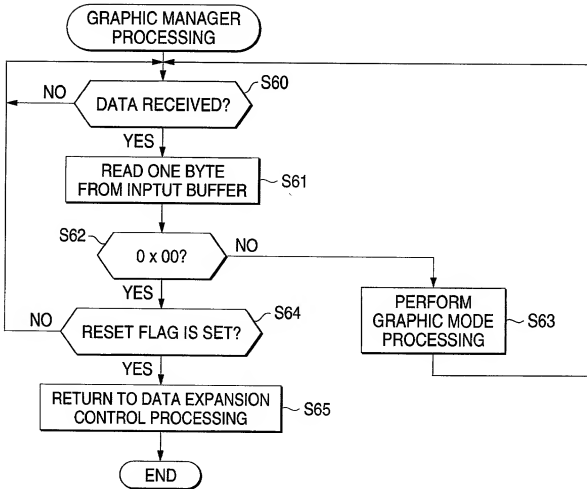 GRAPHIC MANAGER
PROCESSING
S60
NO
DATA RECEIVED?
YES
READ ONE BYTE
FROM INPTUT BUFFER
S61
S62
0 x 00?
NO
YES
S64
NO
RESET FLAG IS SET?
PERFORM
GRAPHIC MODE
PROCESSING
S63
YES
RETURN TO DATA EXPANSION
CONTROL PROCESSING
S65
END